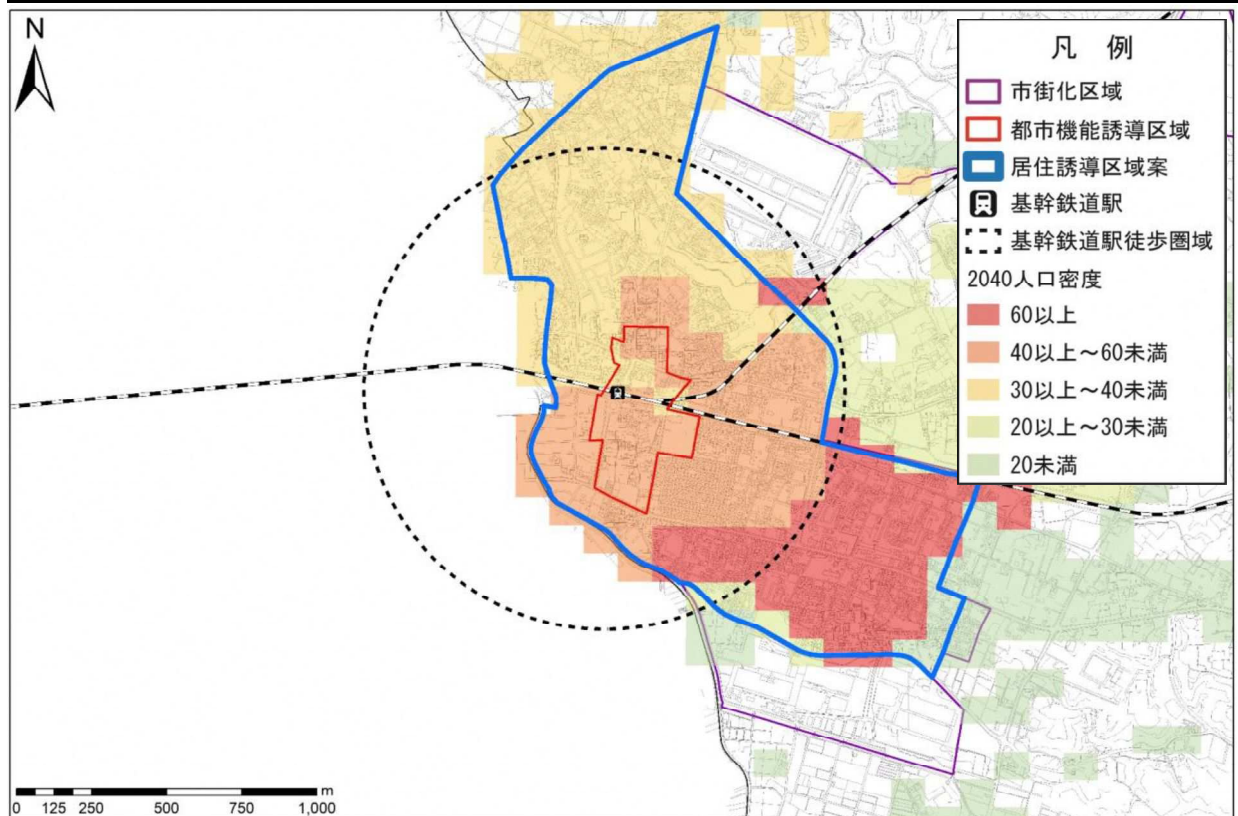 N
凡 例
市街化区域
都市機能誘導区域
居住誘導区域案
基幹鉄道駅
基幹鉄道駅徒歩圏域
2040人口密度
60以上
40以上～60未満
30以上～40未満
20以上～30未満
20未満
m
0 125 250 500 750 1,000